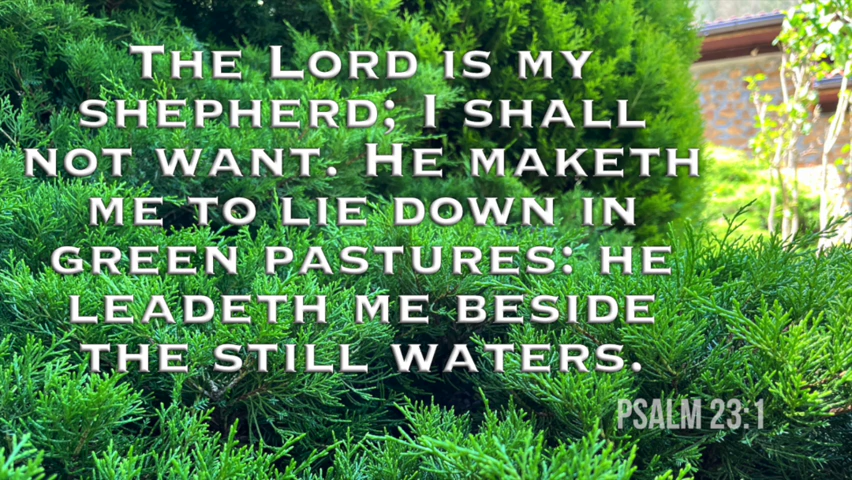 The Lord is my
shepherd; I shall
not want. He maketh
me to lie down in
green pastures: he
leadeth me beside
the still waters.
PSALM 23:1